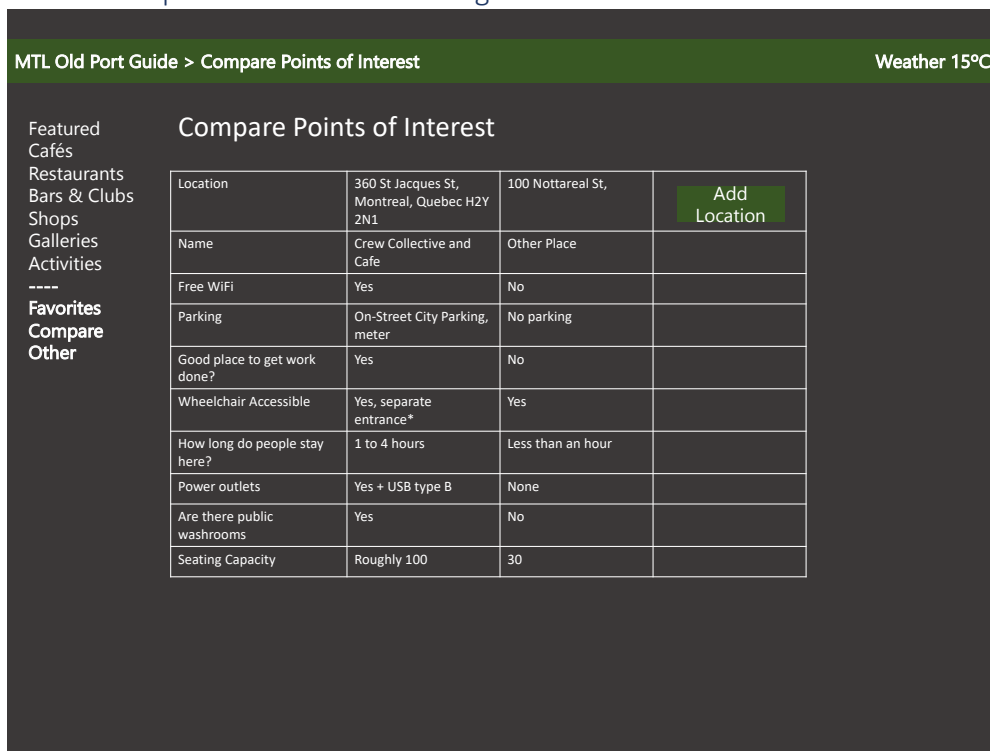 MTL Old Port Guide > Compare Points of Interest
Weather 15ºC
Featured
Cafés
Restaurants
Bars & Clubs
Shops
Galleries
Activities
----
Favorites
Compare
Other
Compare Points of Interest
Location
360 St Jacques St,
Montreal, Quebec H2Y
2N1
100 Nottareal St,
Add
Location
Name
Crew Collective and
Cafe
Other Place
Free WiFi
Yes
No
Parking
On-Street City Parking,
meter
No parking
Good place to get work
done?
Yes
No
Wheelchair Accessible
Yes, separate
entrance*
Yes
How long do people stay
here?
1 to 4 hours
Less than an hour
Power outlets
Yes + USB type B
None
Are there public
washrooms
Yes
No
Seating Capacity
Roughly 100
30